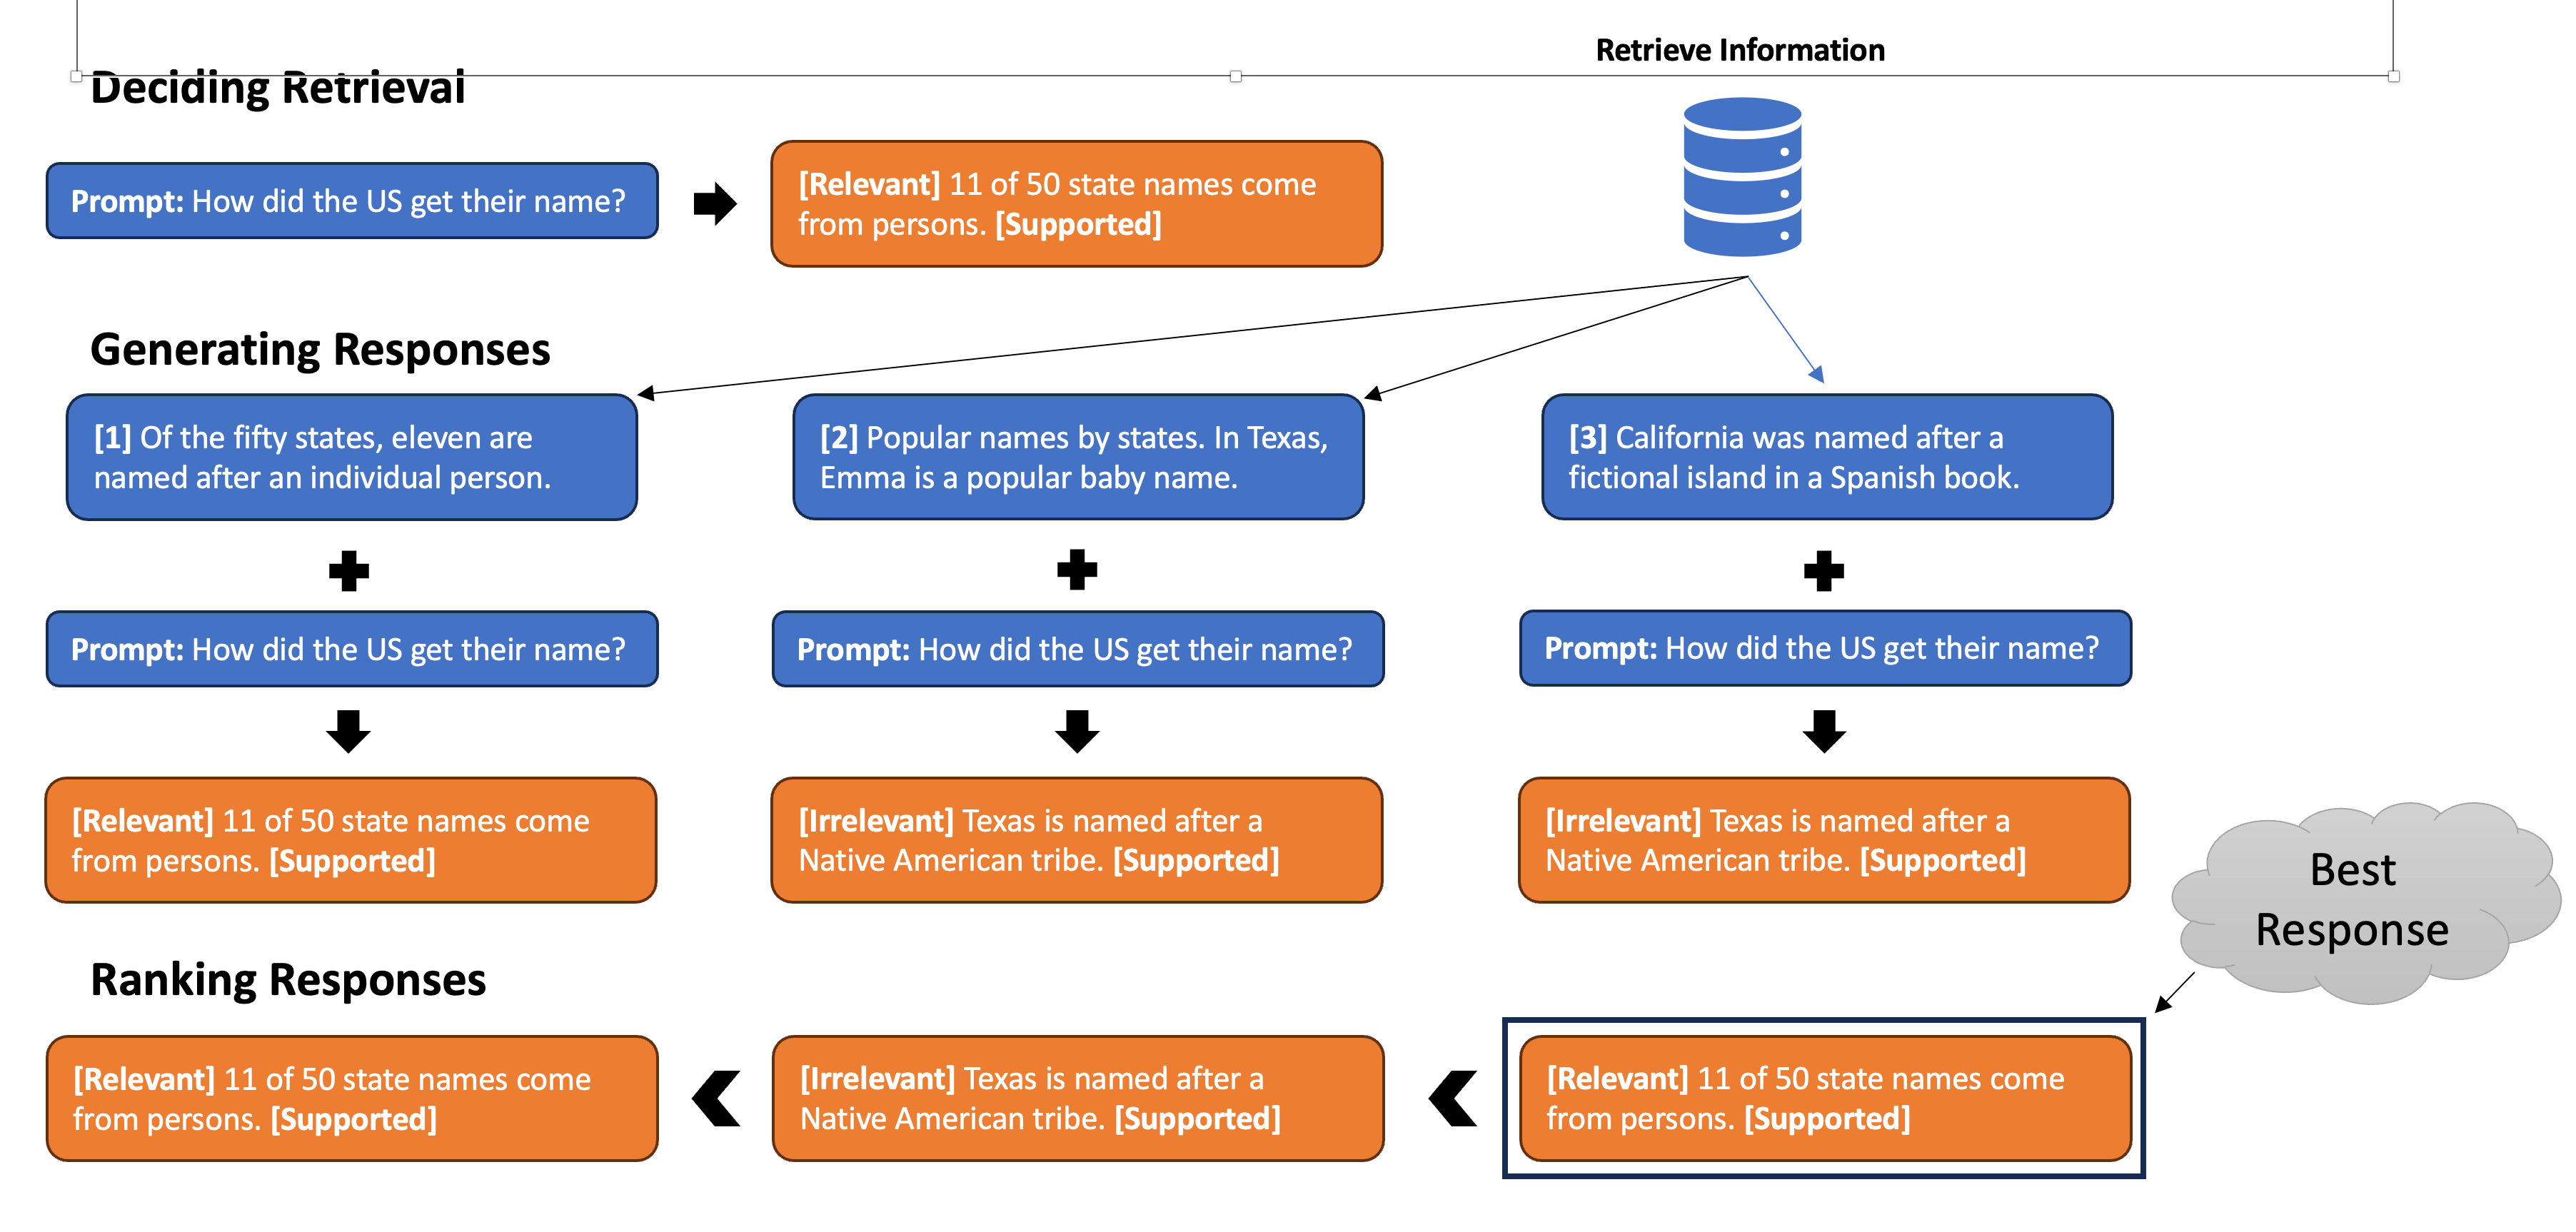 Retrieve Information
Deciding Retrieval
Prompt: How did the US get their name?
[Relevant] 11 of 50 state names come
from persons. [Supported]
Generating Responses
[1] Of the fifty states, eleven are
named after an individual person.
[2] Popular names by states. In Texas,
Emma is a popular baby name.
[3] California was named after a
fictional island in a Spanish book.
Prompt: How did the US get their name?
Prompt: How did the US get their name?
Prompt: How did the US get their name?
[Relevant] 11 of 50 state names come
from persons. [Supported]
[Irrelevant] Texas is named after a
Native American tribe. [Supported]
[Irrelevant] Texas is named after a
Native American tribe. [Supported]
Best
Response
Ranking Responses
[Relevant] 11 of 50 state names come
from persons. [Supported]
[Irrelevant] Texas is named after a
Native American tribe. [Supported]
[Relevant] 11 of 50 state names come
from persons. [Supported]